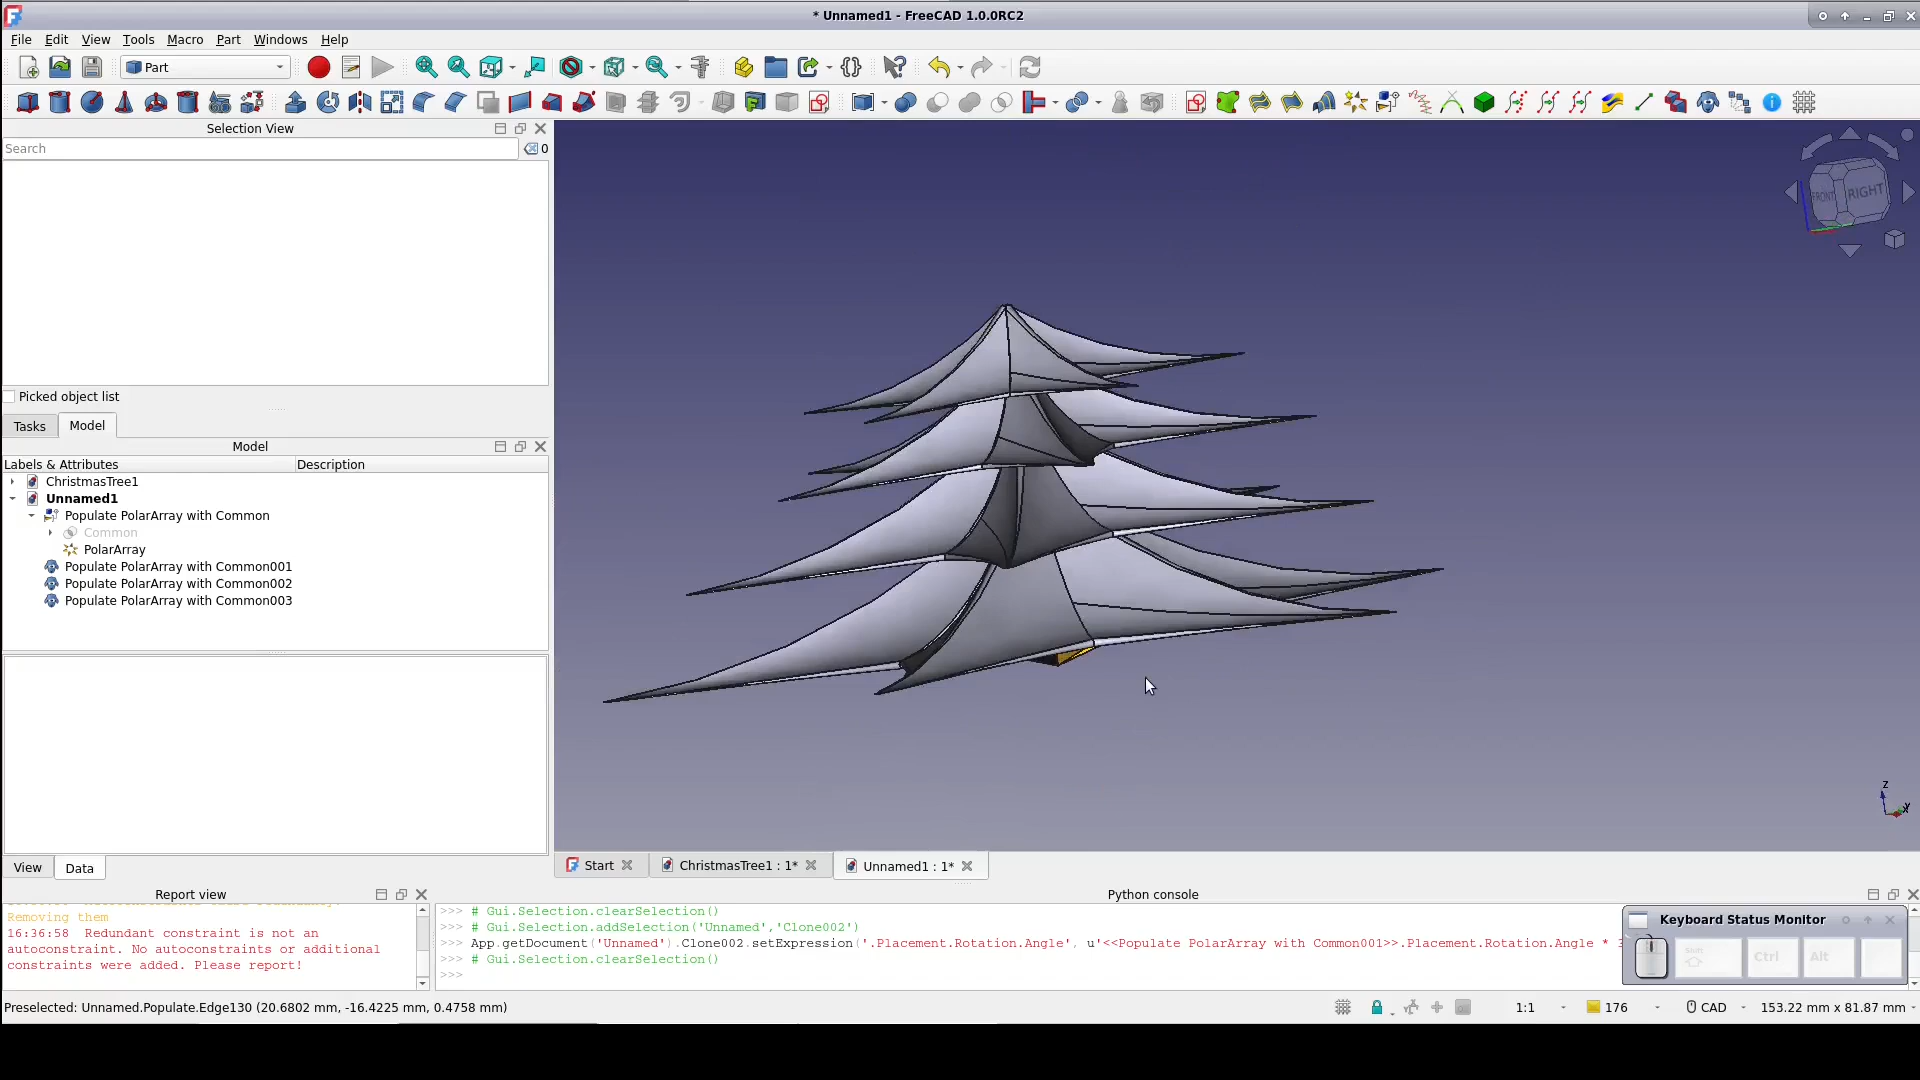 * Unnamed1 - FreeCAD 1.0.0RC2
File Edit View Tools Macro Part Windows Help
Part
Selection View
Search
0
Picked object list
Tasks Model
Model
Labels & Attributes Description
ChristmasTree1
Unnamed1
Populate PolarArray with Common
Common
PolarArray
Populate PolarArray with Common001
Populate PolarArray with Common002
Populate PolarArray with Common003
View Data
FRONT RIGHT
Z
Start ChristmasTree1 : 1* Unnamed1 : 1*
Report view
Removing them
16:36:58 Redundant constraint is not an
autoconstraint. No autoconstraints or additional
constraints were added. Please report!
Python console
>>> # Gui.Selection.clearSelection()
>>> # Gui.Selection.addSelection('Unnamed','Clone002')
>>> App.getDocument('Unnamed').Clone002.setExpression('.Placement.Rotation.Angle', u'<<Populate PolarArray with Common001>>.Placement.Rotation.Angle * 3
>>> # Gui.Selection.clearSelection()
>>>
Keyboard Status Monitor
Shift Ctrl Alt
Preselected: Unnamed.Populate.Edge130 (20.6802 mm, -16.4225 mm, 0.4758 mm)
1:1 176 CAD 153.22 mm x 81.87 mm